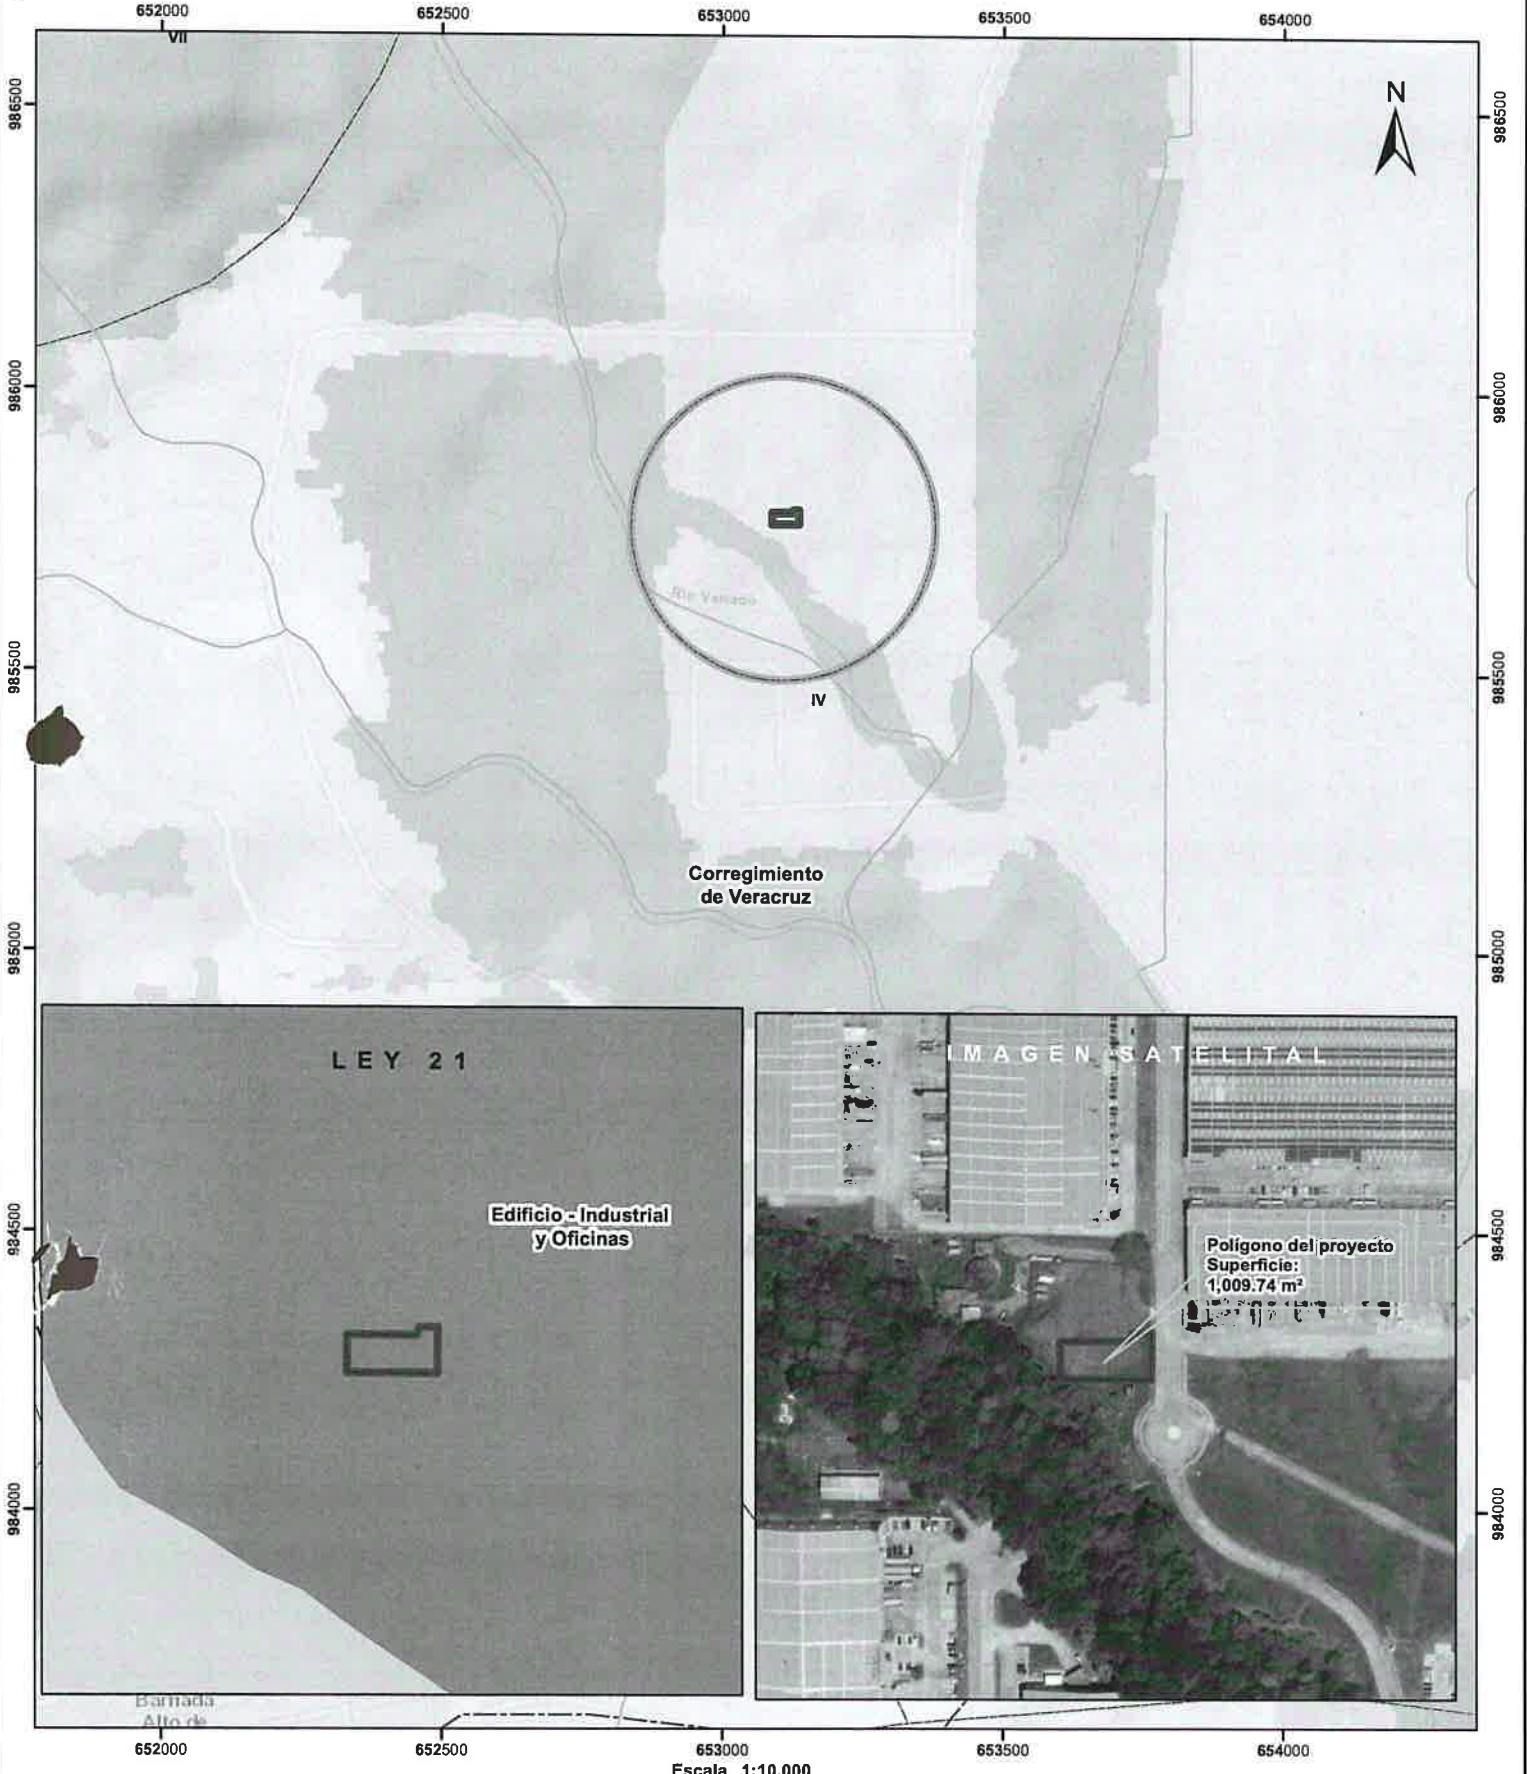 652000 652500 653000 653500 654000
VII
N
986500 986500
986000 986000
Río Venado
985500 985500
IV
Corregimiento
de Veracruz
985000 985000
LEY 21
IMAGEN SATELITAL
Edificio - Industrial
y Oficinas
984500 984500
Polígono del proyecto
Superficie:
1,009.74 m²
984000 984000
Barriada
Alto de
652000 652500 653000 653500 654000
Escala 1:10,000